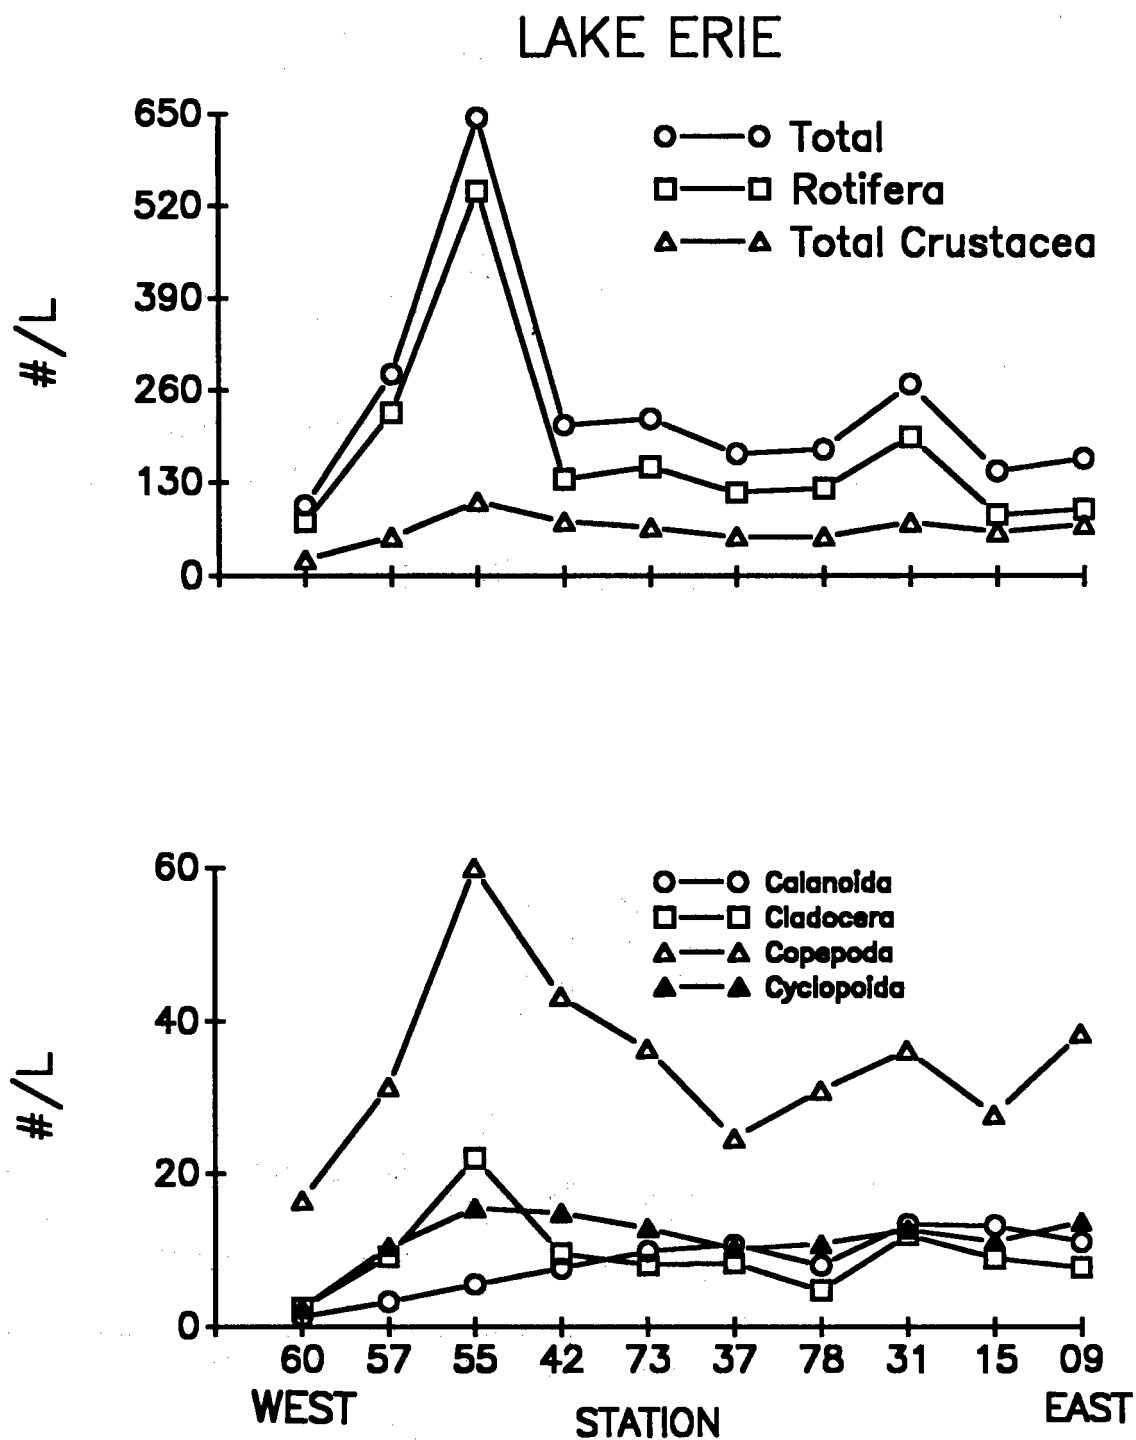 LAKE ERIE
650
520
390
260
130
0
#/L
Total
Rotifera
Total Crustacea
60
40
20
0
#/L
Calanoida
Cladocera
Copepoda
Cyclopoida
60 57 55 42 73 37 78 31 15 09
WEST STATION EAST